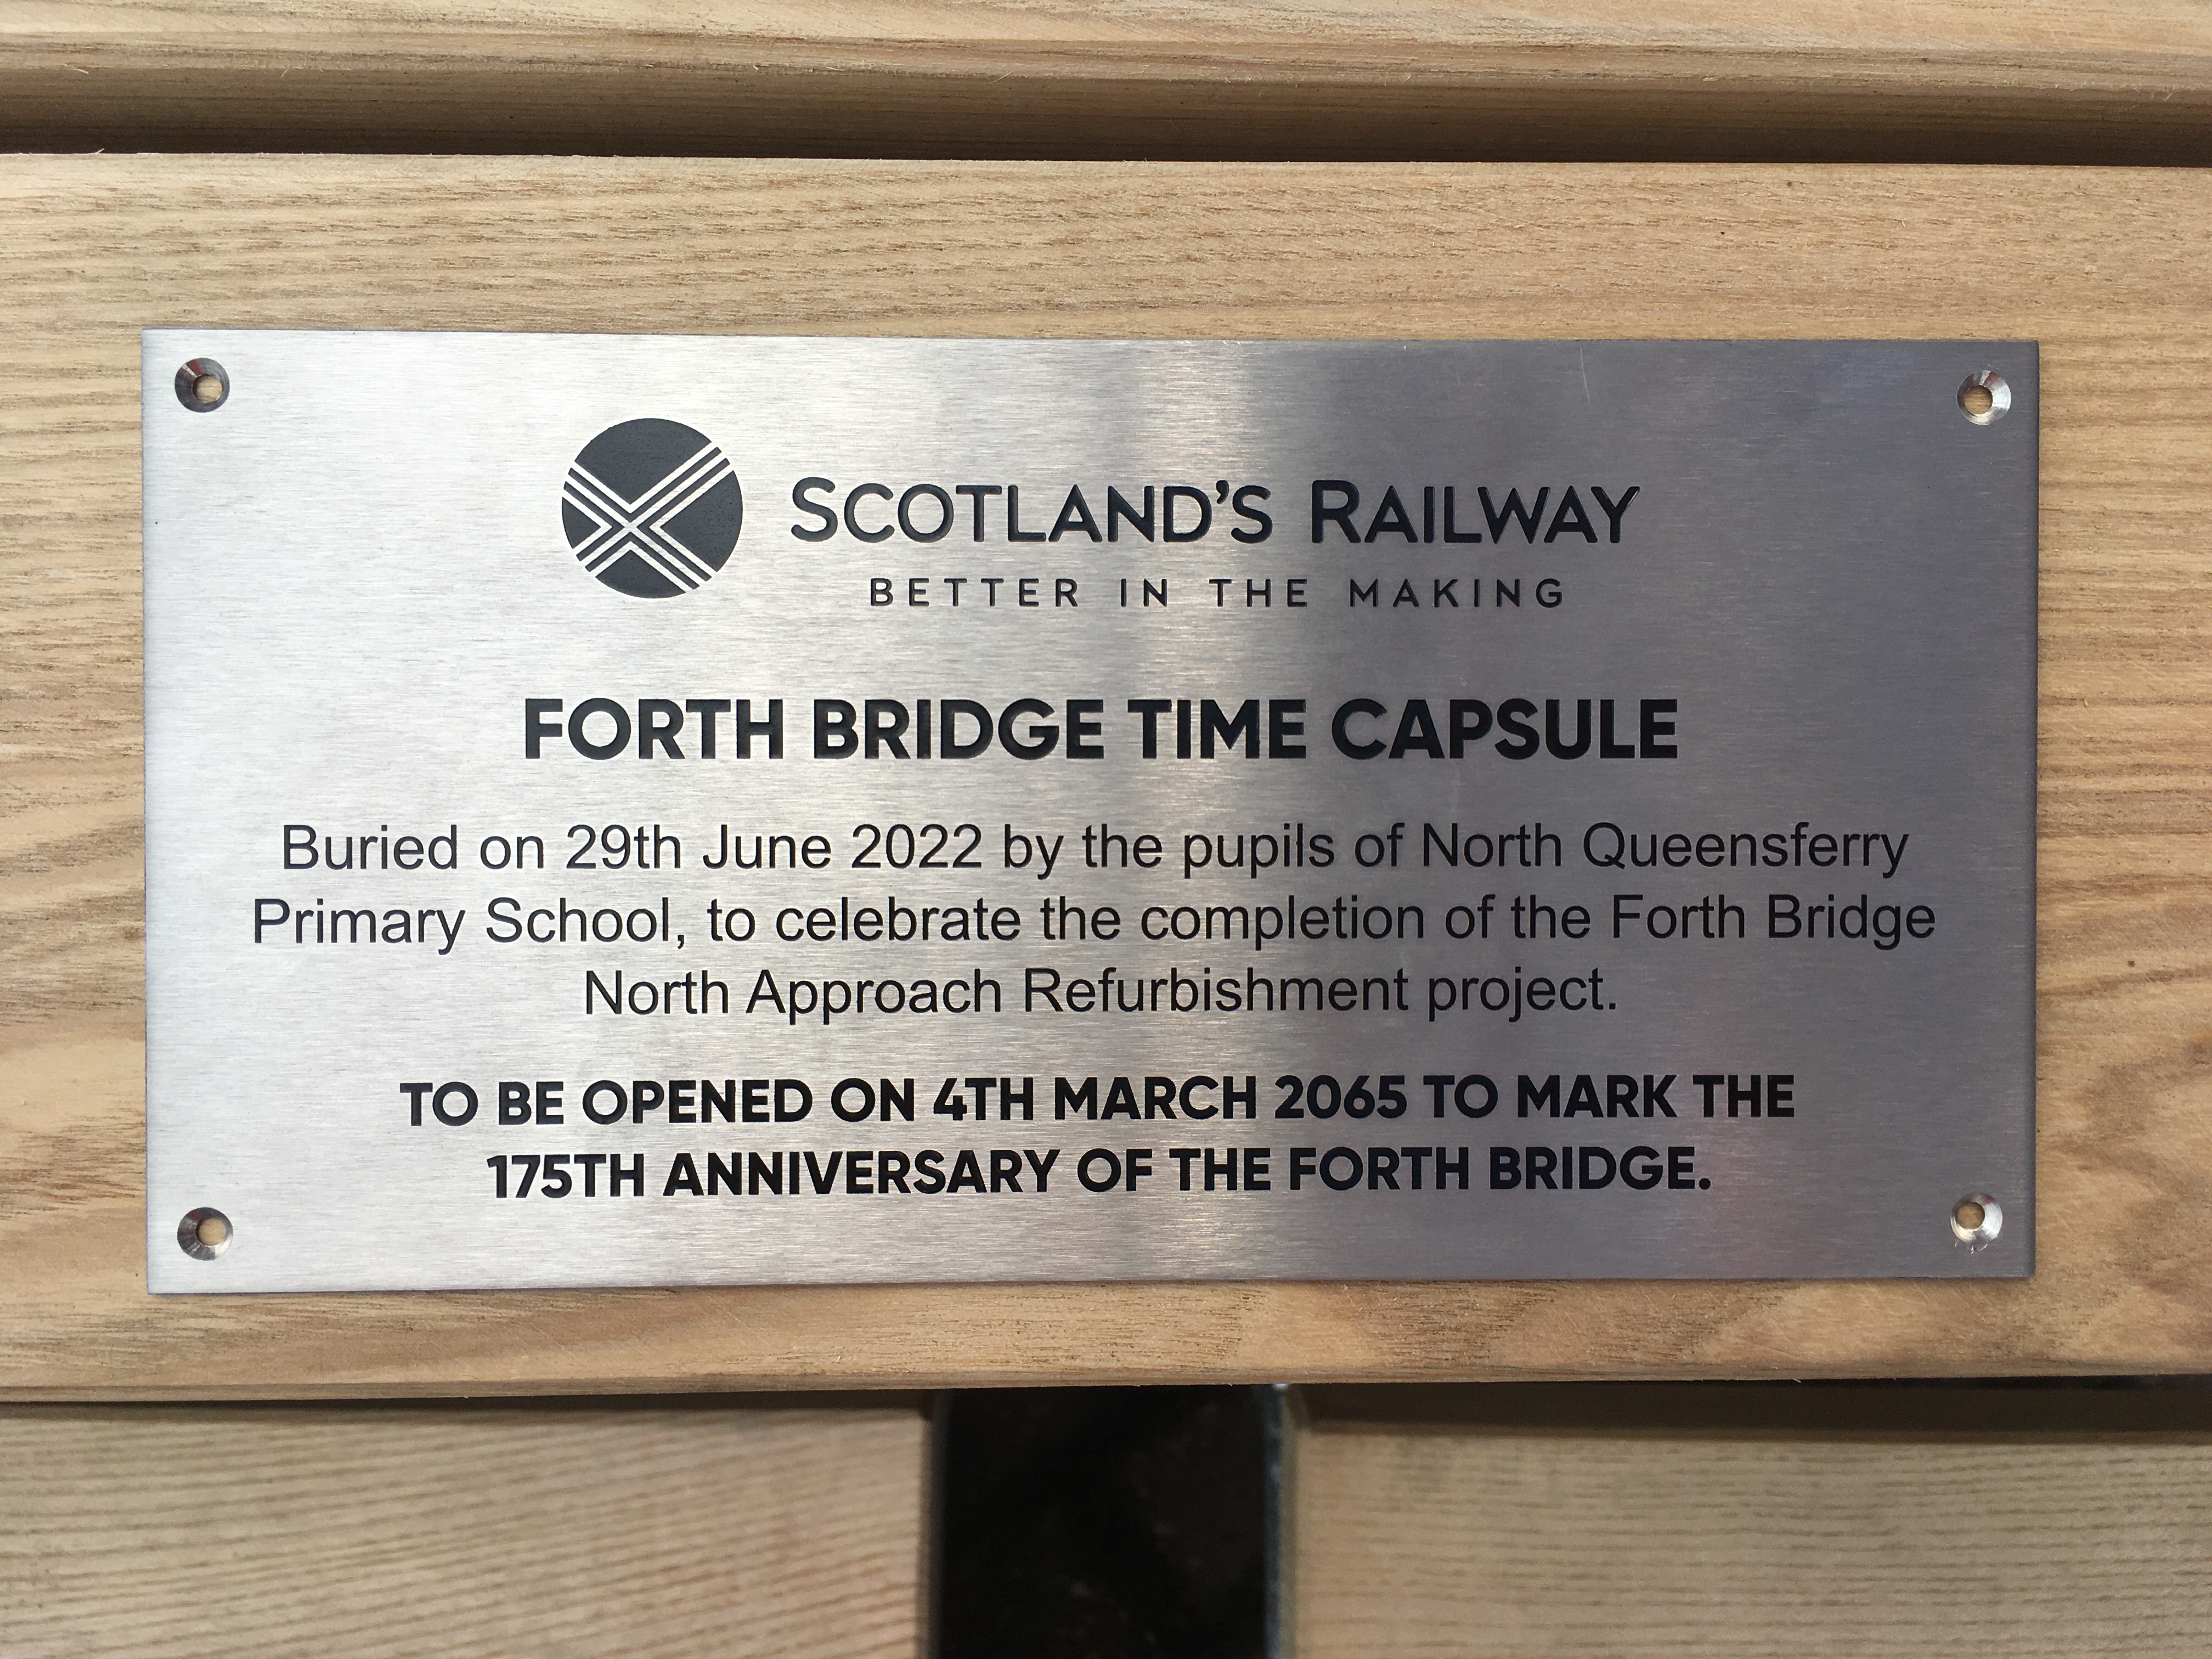 SCOTLAND'S RAILWAY
BETTER IN THE MAKING
FORTH BRIDGE TIME CAPSULE
Buried on 29th June 2022 by the pupils of North Queensferry
Primary School, to celebrate the completion of the Forth Bridge
North Approach Refurbishment project.
TO BE OPENED ON 4TH MARCH 2065 TO MARK THE
175TH ANNIVERSARY OF THE FORTH BRIDGE.